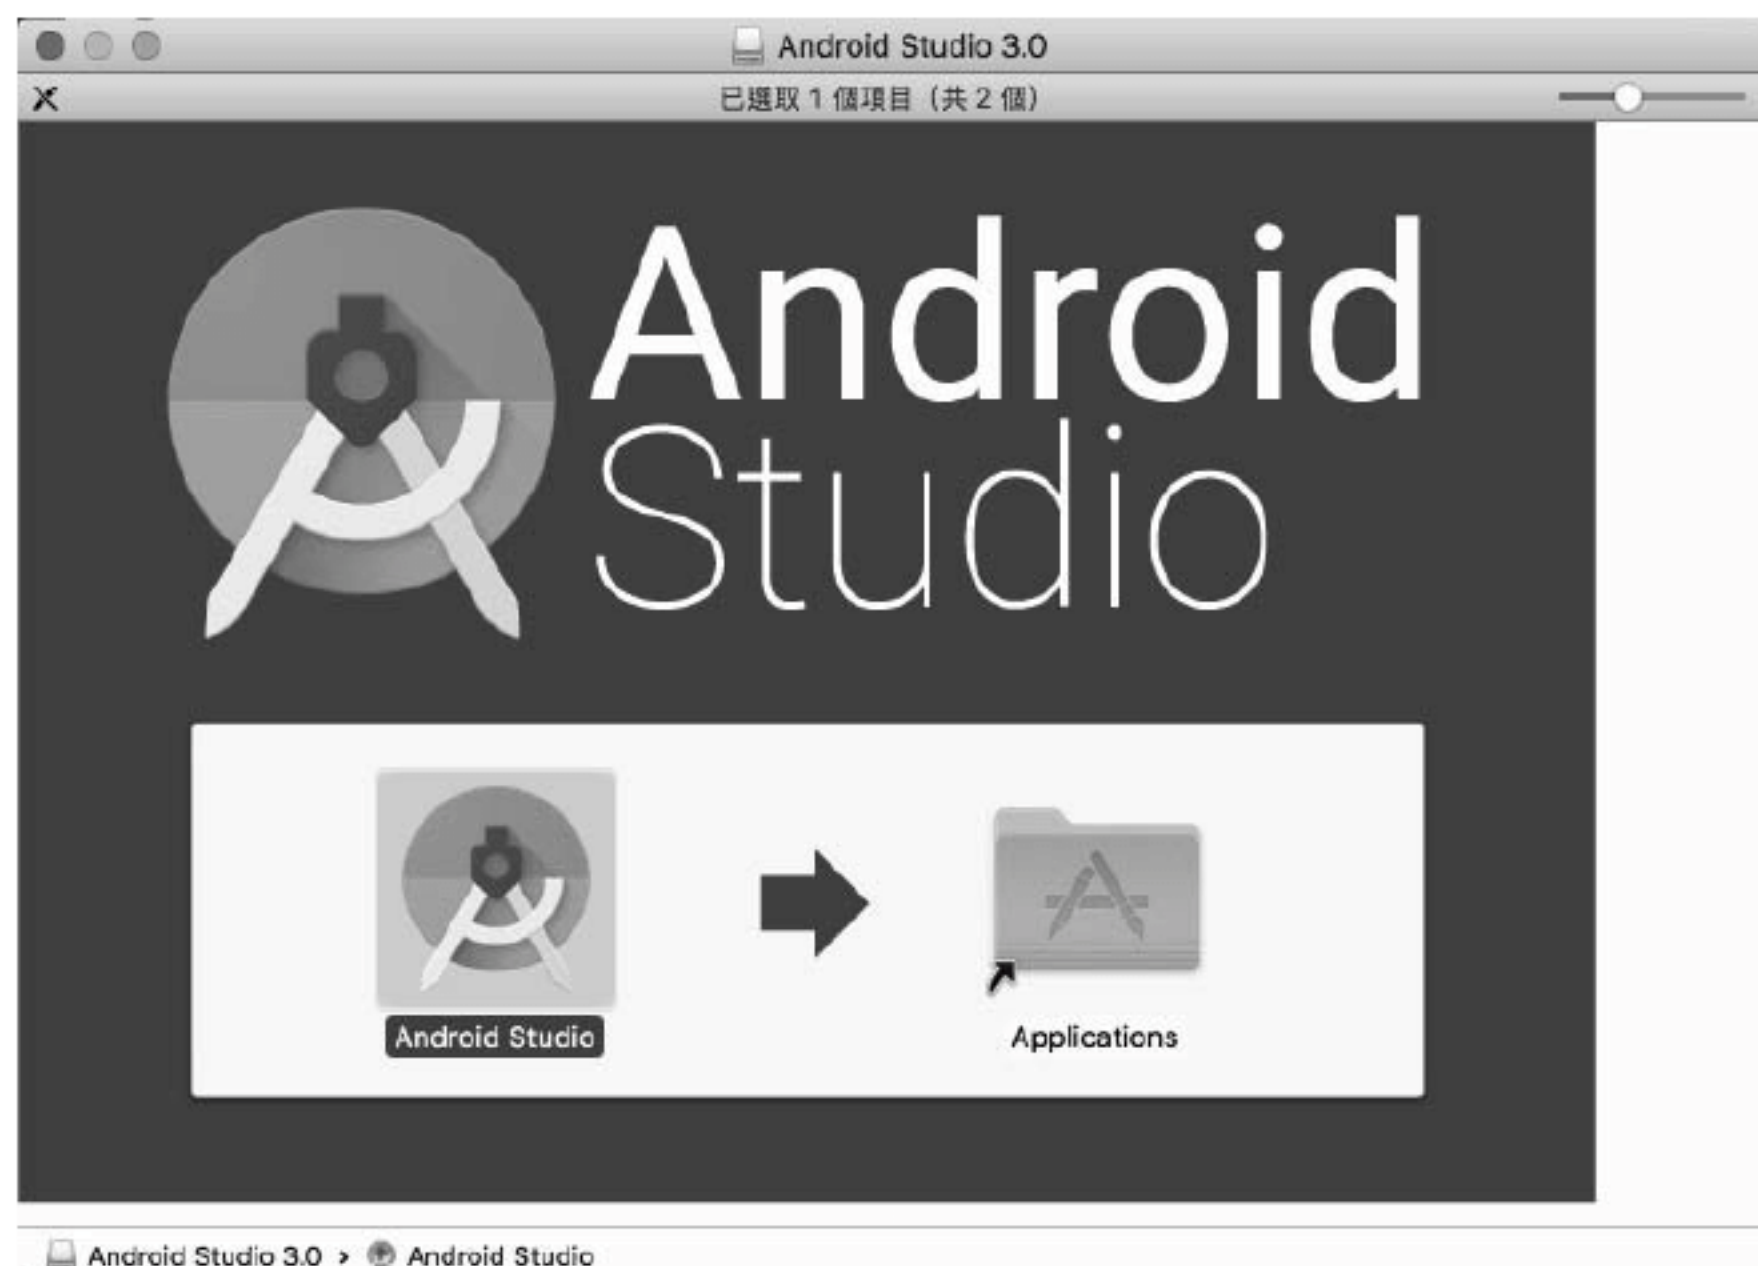 Android Studio 3.0
已選取 1 個項目（共 2 個）
Android
Studio
Android Studio
Applications
Android Studio 3.0 › Android Studio